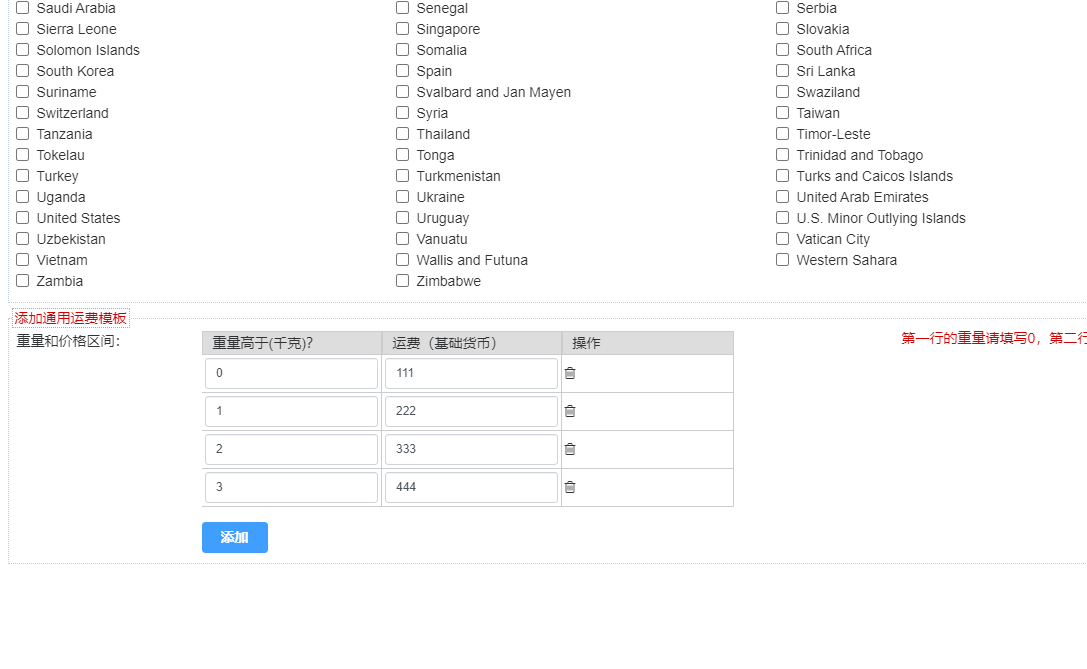 Saudi Arabia Senegal Serbia
Sierra Leone Singapore Slovakia
Solomon Islands Somalia South Africa
South Korea Spain Sri Lanka
Suriname Svalbard and Jan Mayen Swaziland
Switzerland Syria Taiwan
Tanzania Thailand Timor-Leste
Tokelau Tonga Trinidad and Tobago
Turkey Turkmenistan Turks and Caicos Islands
Uganda Ukraine United Arab Emirates
United States Uruguay U.S. Minor Outlying Islands
Uzbekistan Vanuatu Vatican City
Vietnam Wallis and Futuna Western Sahara
Zambia Zimbabwe
添加通用运费模板
重量和价格区间: 重量高于(千克)? 运费（基础货币） 操作 第一行的重量请填写0，第二行
0 111
1 222
2 333
3 444
添加